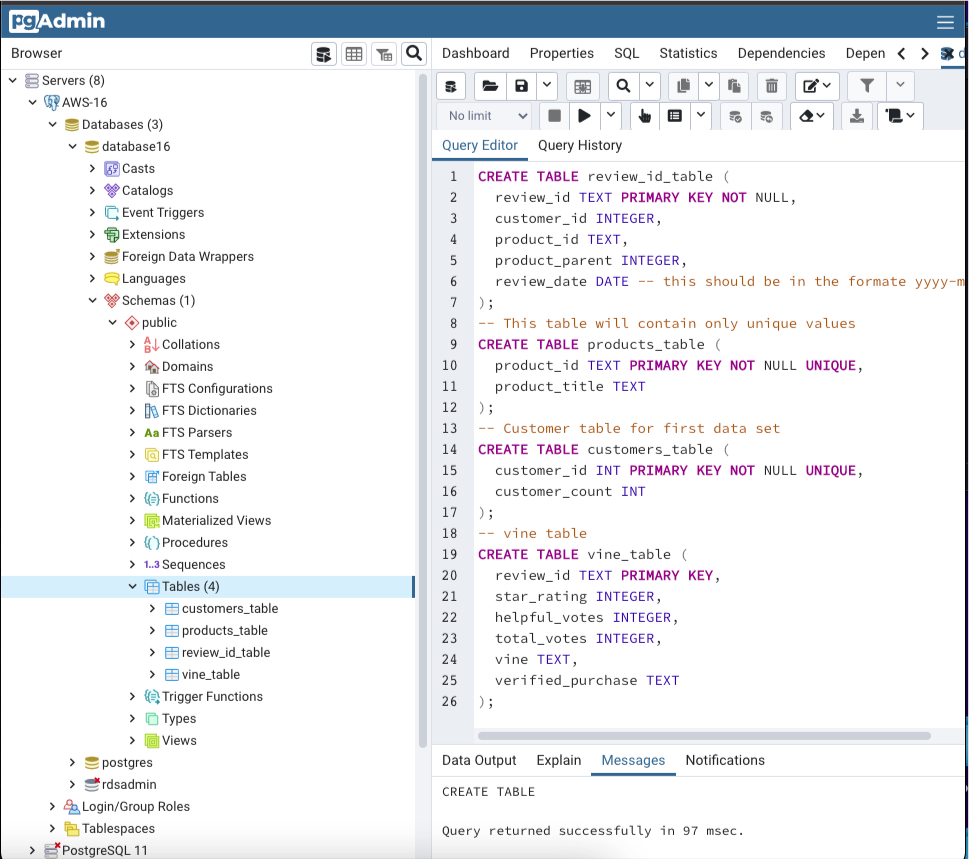 pgAdmin
Browser
Servers (8)
AWS-16
Databases (3)
database16
Casts
Catalogs
Event Triggers
Extensions
Foreign Data Wrappers
Languages
Schemas (1)
public
Collations
Domains
FTS Configurations
FTS Dictionaries
Aa FTS Parsers
FTS Templates
Foreign Tables
Functions
Materialized Views
Procedures
1..3 Sequences
Tables (4)
customers_table
products_table
review_id_table
vine_table
Trigger Functions
Types
Views
postgres
rdsadmin
Login/Group Roles
Tablespaces
PostgreSQL 11
Dashboard Properties SQL Statistics Dependencies Depen
No limit
Query Editor Query History
1 CREATE TABLE review_id_table (
2 review_id TEXT PRIMARY KEY NOT NULL,
3 customer_id INTEGER,
4 product_id TEXT,
5 product_parent INTEGER,
6 review_date DATE -- this should be in the formate yyyy-m
7 );
8 -- This table will contain only unique values
9 CREATE TABLE products_table (
10 product_id TEXT PRIMARY KEY NOT NULL UNIQUE,
11 product_title TEXT
12 );
13 -- Customer table for first data set
14 CREATE TABLE customers_table (
15 customer_id INT PRIMARY KEY NOT NULL UNIQUE,
16 customer_count INT
17 );
18 -- vine table
19 CREATE TABLE vine_table (
20 review_id TEXT PRIMARY KEY,
21 star_rating INTEGER,
22 helpful_votes INTEGER,
23 total_votes INTEGER,
24 vine TEXT,
25 verified_purchase TEXT
26 );
Data Output Explain Messages Notifications
CREATE TABLE
Query returned successfully in 97 msec.